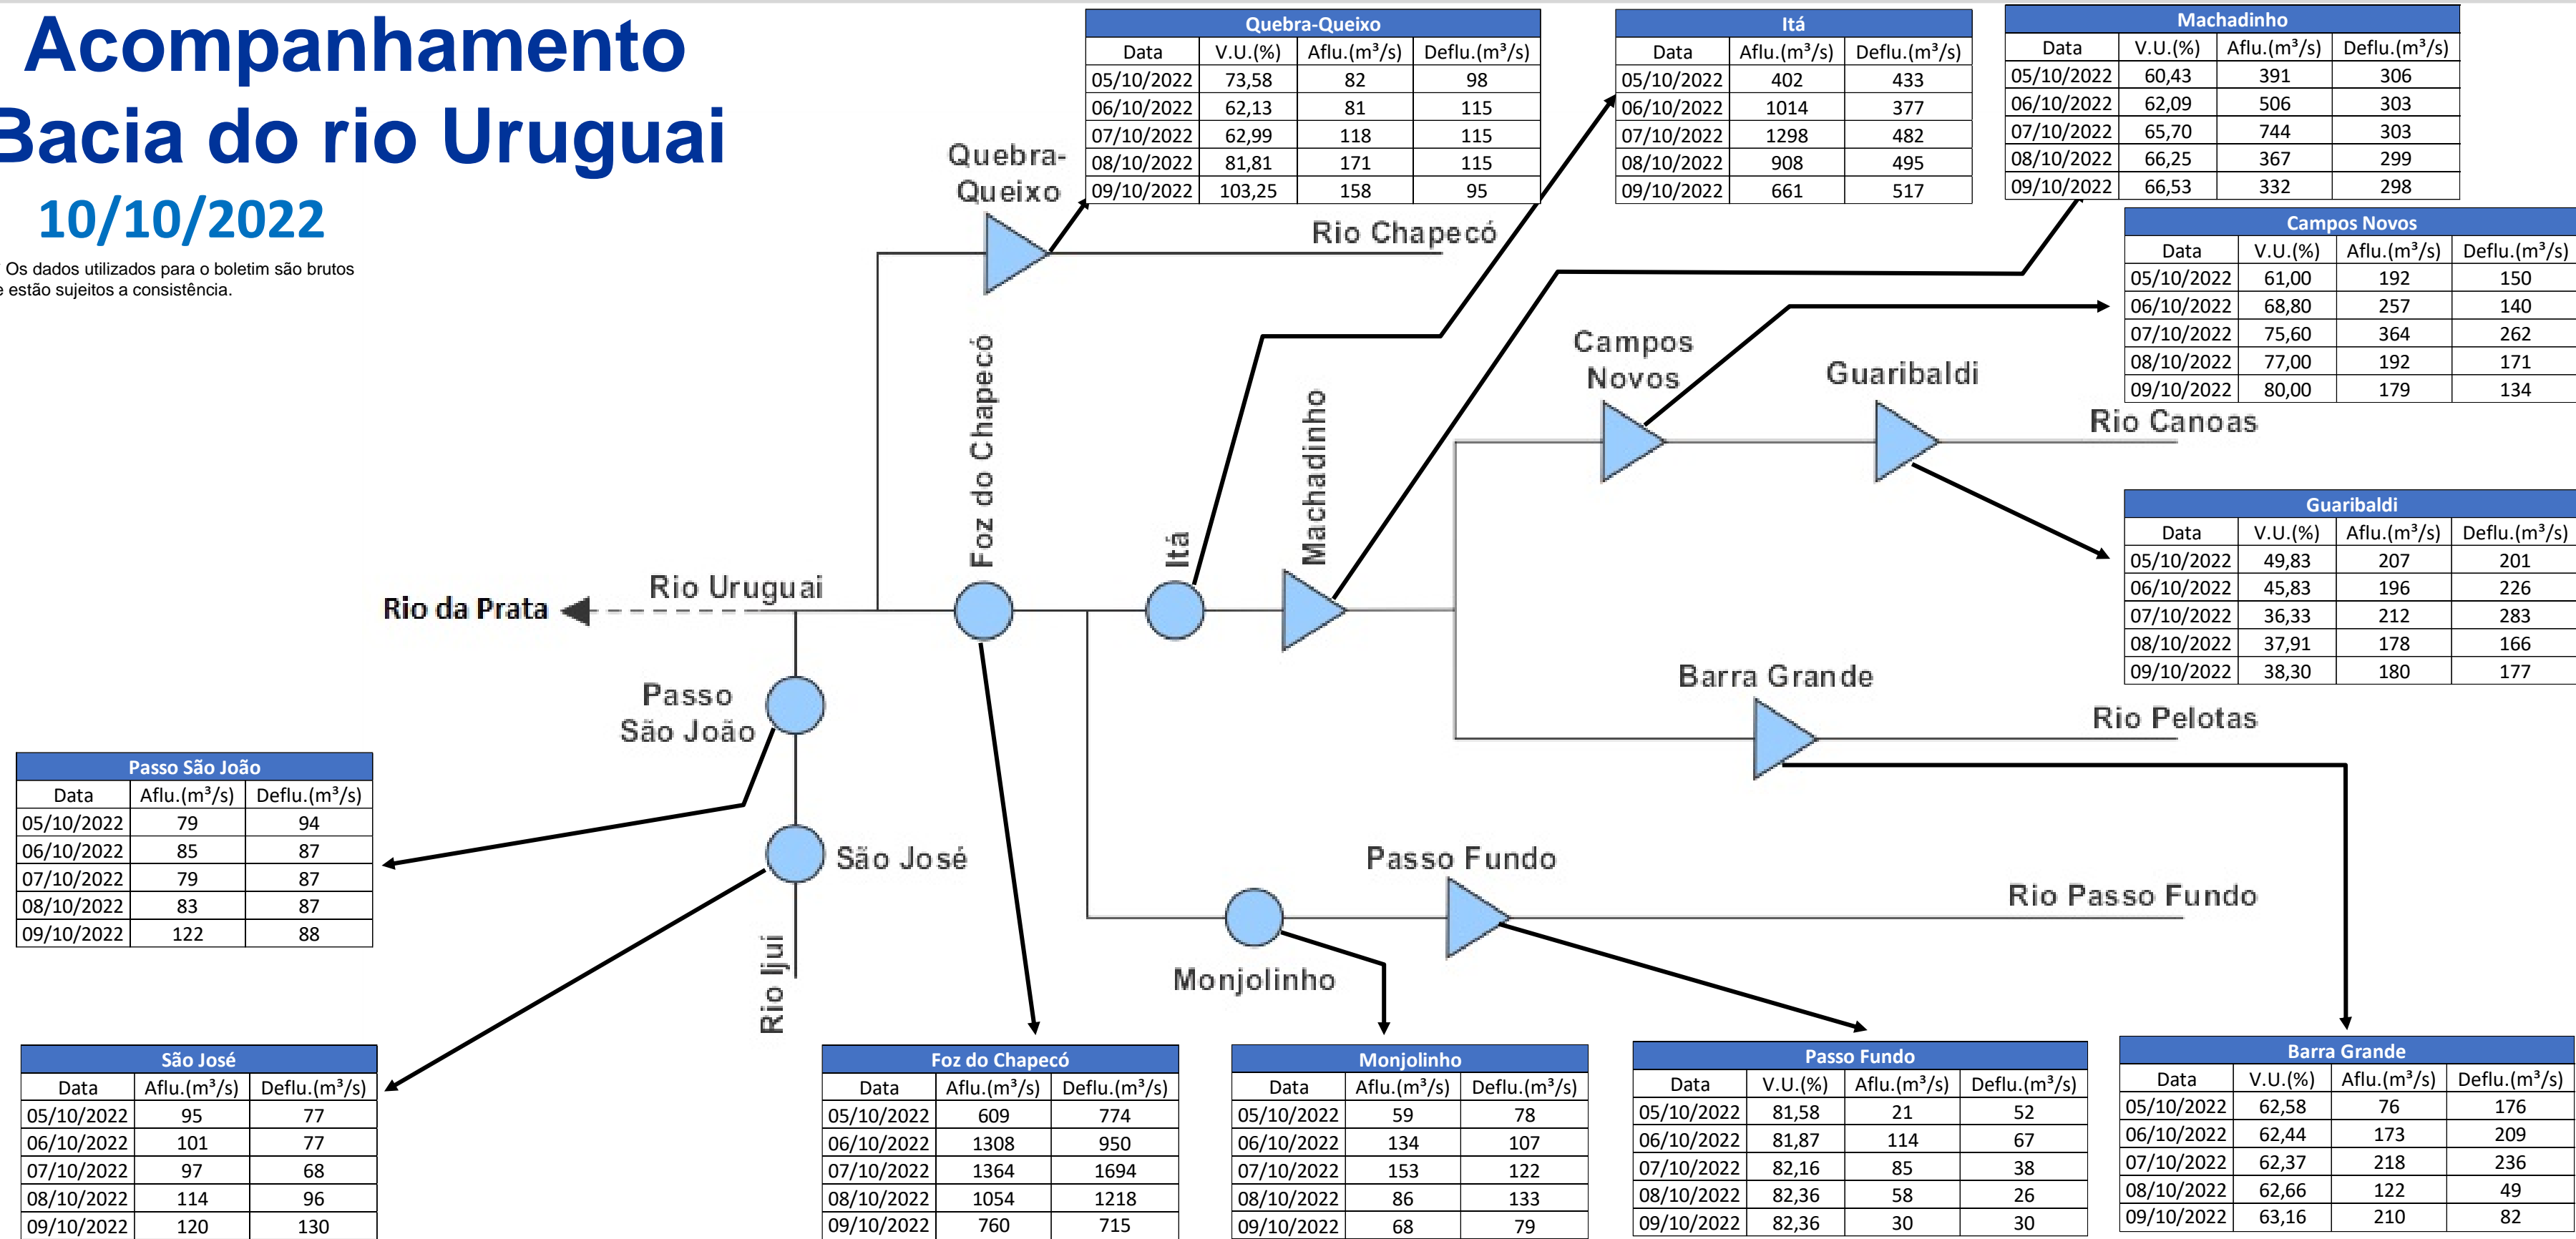 Acompanhamento
Bacia do rio Uruguai
10/10/2022
* Os dados utilizados para o boletim são brutos
e estão sujeitos a consistência.
Quebra-Queixo
Data V.U.(%) Aflu.(m³/s) Deflu.(m³/s)
05/10/2022 73,58 82 98
06/10/2022 62,13 81 115
07/10/2022 62,99 118 115
08/10/2022 81,81 171 115
09/10/2022 103,25 158 95
Itá
Data Aflu.(m³/s) Deflu.(m³/s)
05/10/2022 402 433
06/10/2022 1014 377
07/10/2022 1298 482
08/10/2022 908 495
09/10/2022 661 517
Machadinho
Data V.U.(%) Aflu.(m³/s) Deflu.(m³/s)
05/10/2022 60,43 391 306
06/10/2022 62,09 506 303
07/10/2022 65,70 744 303
08/10/2022 66,25 367 299
09/10/2022 66,53 332 298
Campos Novos
Data V.U.(%) Aflu.(m³/s) Deflu.(m³/s)
05/10/2022 61,00 192 150
06/10/2022 68,80 257 140
07/10/2022 75,60 364 262
08/10/2022 77,00 192 171
09/10/2022 80,00 179 134
Guaribaldi
Data V.U.(%) Aflu.(m³/s) Deflu.(m³/s)
05/10/2022 49,83 207 201
06/10/2022 45,83 196 226
07/10/2022 36,33 212 283
08/10/2022 37,91 178 166
09/10/2022 38,30 180 177
Quebra-
Queixo
Rio Chapecó
Foz do Chapecó
Itá
Machadinho
Campos
Novos
Guaribaldi
Rio Canoas
Rio Uruguai
Rio da Prata
Barra Grande
Rio Pelotas
Passo
São João
São José
Rio Ijuí
Passo Fundo
Rio Passo Fundo
Monjolinho
Passo São João
Data Aflu.(m³/s) Deflu.(m³/s)
05/10/2022 79 94
06/10/2022 85 87
07/10/2022 79 87
08/10/2022 83 87
09/10/2022 122 88
São José
Data Aflu.(m³/s) Deflu.(m³/s)
05/10/2022 95 77
06/10/2022 101 77
07/10/2022 97 68
08/10/2022 114 96
09/10/2022 120 130
Foz do Chapecó
Data Aflu.(m³/s) Deflu.(m³/s)
05/10/2022 609 774
06/10/2022 1308 950
07/10/2022 1364 1694
08/10/2022 1054 1218
09/10/2022 760 715
Monjolinho
Data Aflu.(m³/s) Deflu.(m³/s)
05/10/2022 59 78
06/10/2022 134 107
07/10/2022 153 122
08/10/2022 86 133
09/10/2022 68 79
Passo Fundo
Data V.U.(%) Aflu.(m³/s) Deflu.(m³/s)
05/10/2022 81,58 21 52
06/10/2022 81,87 114 67
07/10/2022 82,16 85 38
08/10/2022 82,36 58 26
09/10/2022 82,36 30 30
Barra Grande
Data V.U.(%) Aflu.(m³/s) Deflu.(m³/s)
05/10/2022 62,58 76 176
06/10/2022 62,44 173 209
07/10/2022 62,37 218 236
08/10/2022 62,66 122 49
09/10/2022 63,16 210 82